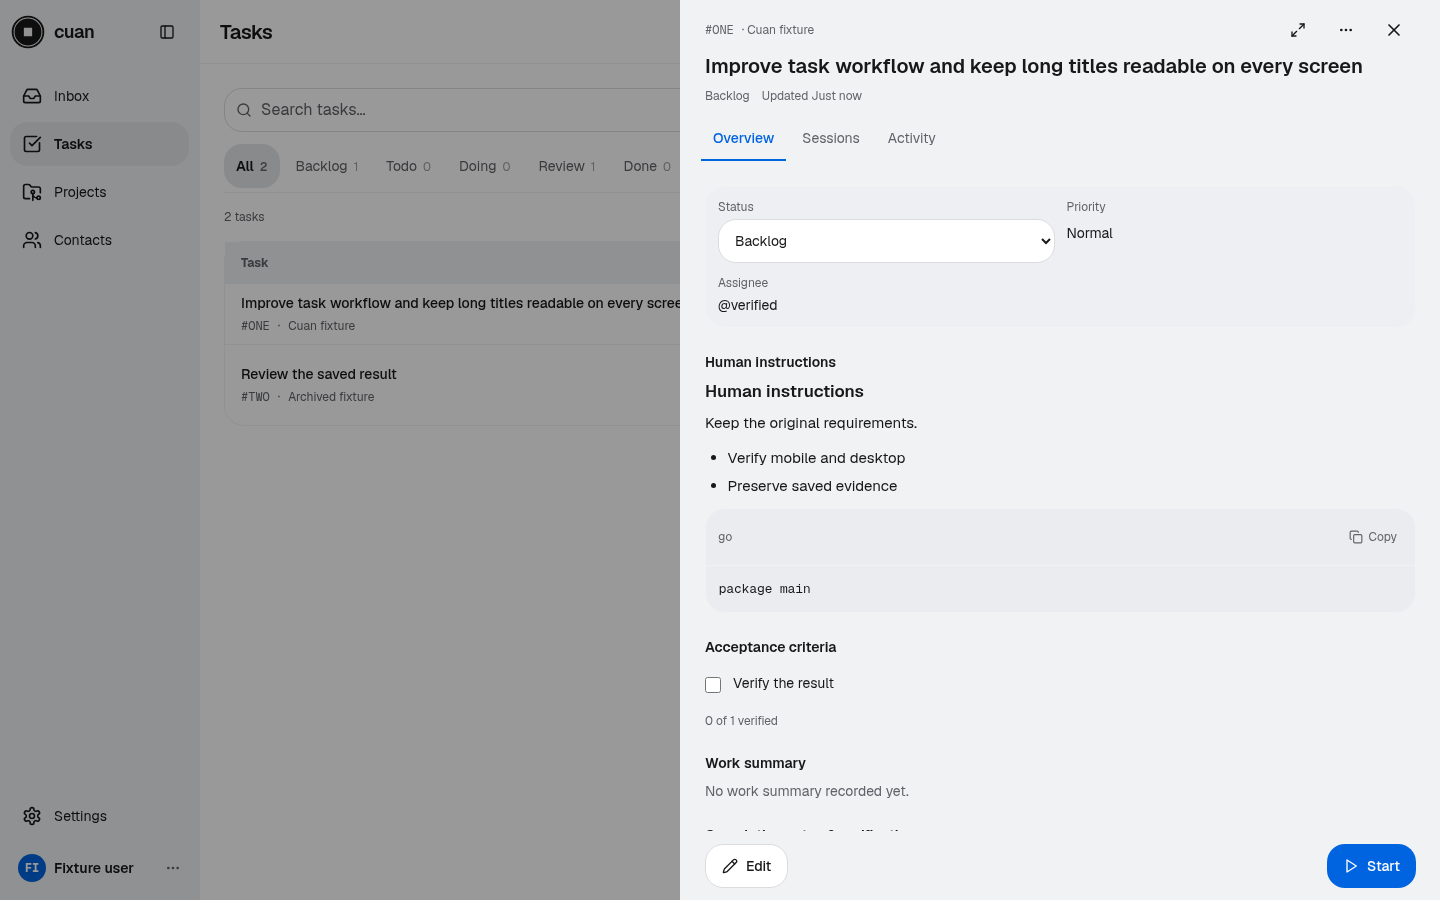 cuan
Inbox
Tasks
Projects
Contacts
Settings
FI Fixture user
Tasks
Search tasks...
All 2 Backlog 1 Todo 0 Doing 0 Review 1 Done 0
2 tasks
Task
Improve task workflow and keep long titles readable on every scree
#ONE · Cuan fixture
Review the saved result
#TWO · Archived fixture
#ONE · Cuan fixture
Improve task workflow and keep long titles readable on every screen
Backlog Updated Just now
Overview Sessions Activity
Status
Backlog
Priority
Normal
Assignee
@verified
Human instructions
Human instructions
Keep the original requirements.
• Verify mobile and desktop
• Preserve saved evidence
go
Copy
package main
Acceptance criteria
Verify the result
0 of 1 verified
Work summary
No work summary recorded yet.
Edit
Start